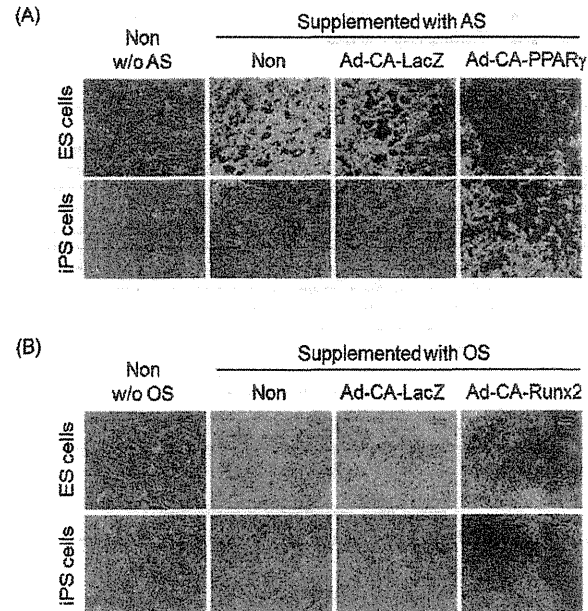 (A)
Supplemented with AS
Non
w/o AS
Non
Ad-CA-LacZ
Ad-CA-PPARγ
ES cells
iPS cells
(B)
Supplemented with OS
Non
w/o OS
Non
Ad-CA-LacZ
Ad-CA-Runx2
ES cells
iPS cells